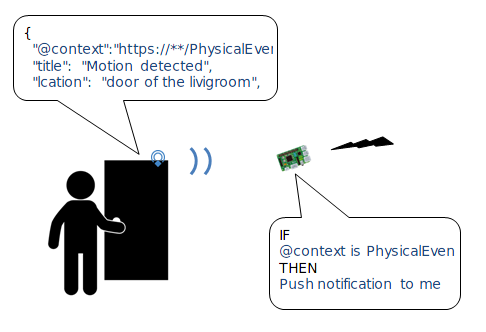 {
"@context":"https://**/PhysicalEven
"title": "Motion detected",
"lcation": "door of the livigroom",
IF
@context is PhysicalEven
THEN
Push notification to me